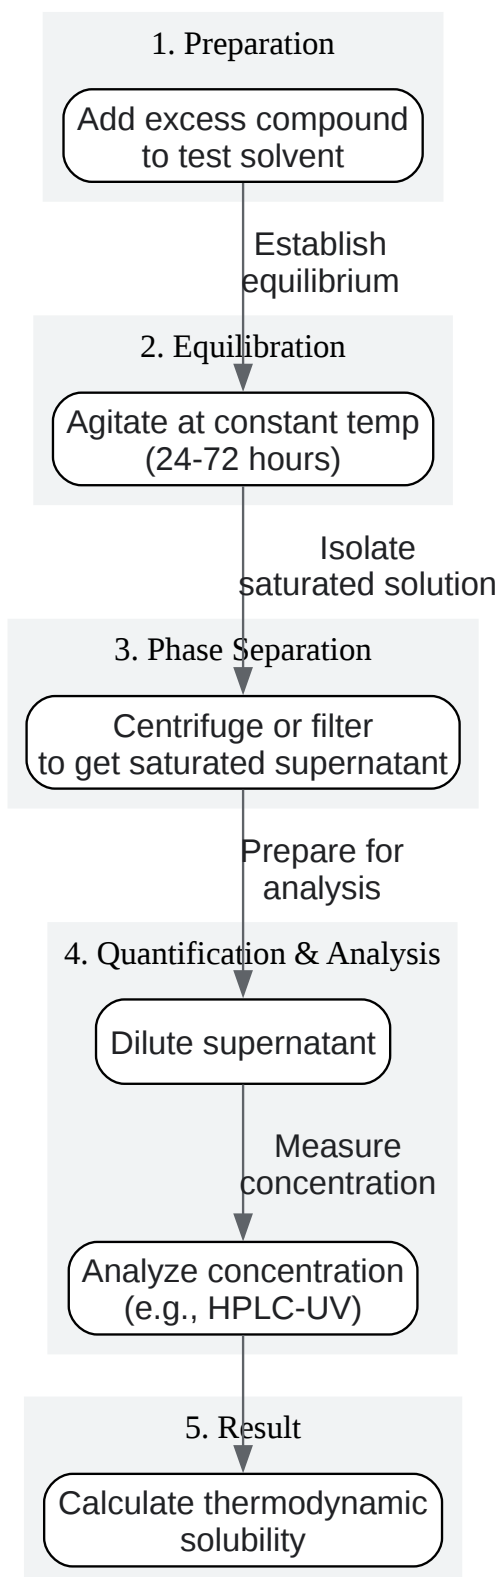 1. Preparation
Add excess compound
to test solvent
Establish
equilibrium
2. Equilibration
Agitate at constant temp
(24-72 hours)
Isolate
saturated solution
3. Phase Separation
Centrifuge or filter
to get saturated supernatant
Prepare for
analysis
4. Quantification & Analysis
Dilute supernatant
Measure
concentration
Analyze concentration
(e.g., HPLC-UV)
5. Result
Calculate thermodynamic
solubility